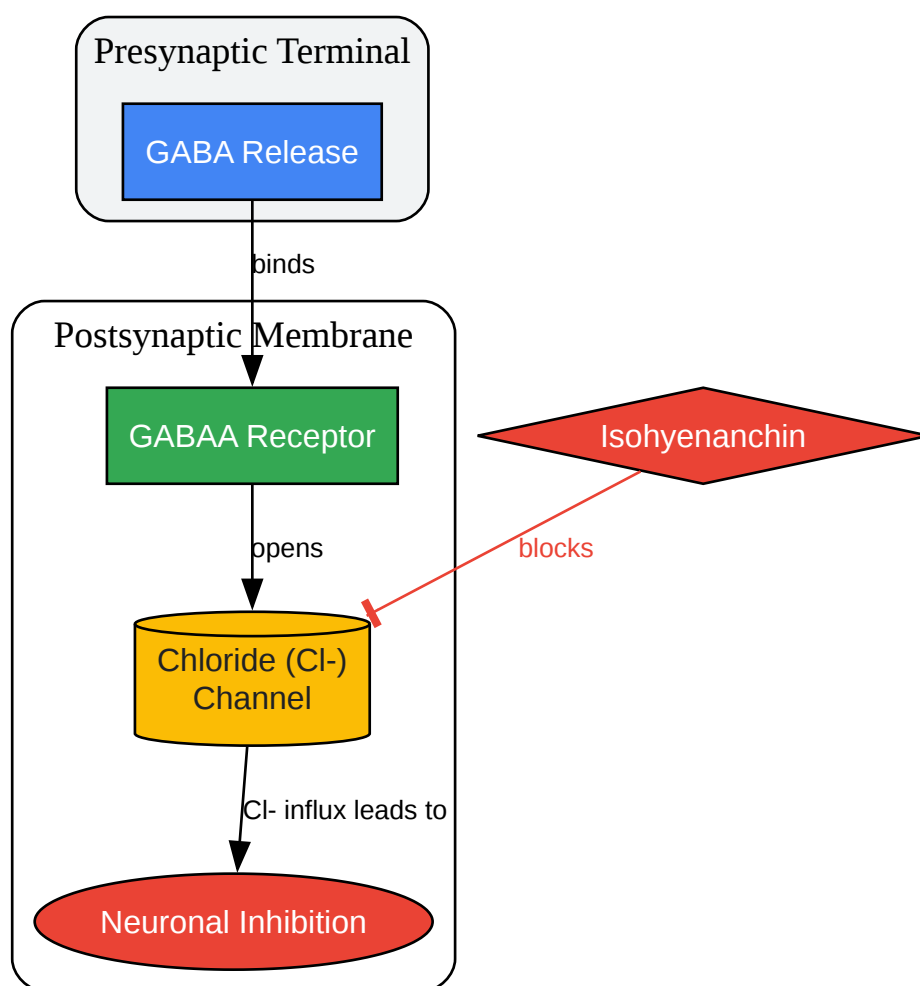 Presynaptic Terminal
GABA Release
binds
Postsynaptic Membrane
GABAA Receptor
Isohyenanchin
opens
blocks
Chloride (Cl-)
Channel
Cl- influx leads to
Neuronal Inhibition